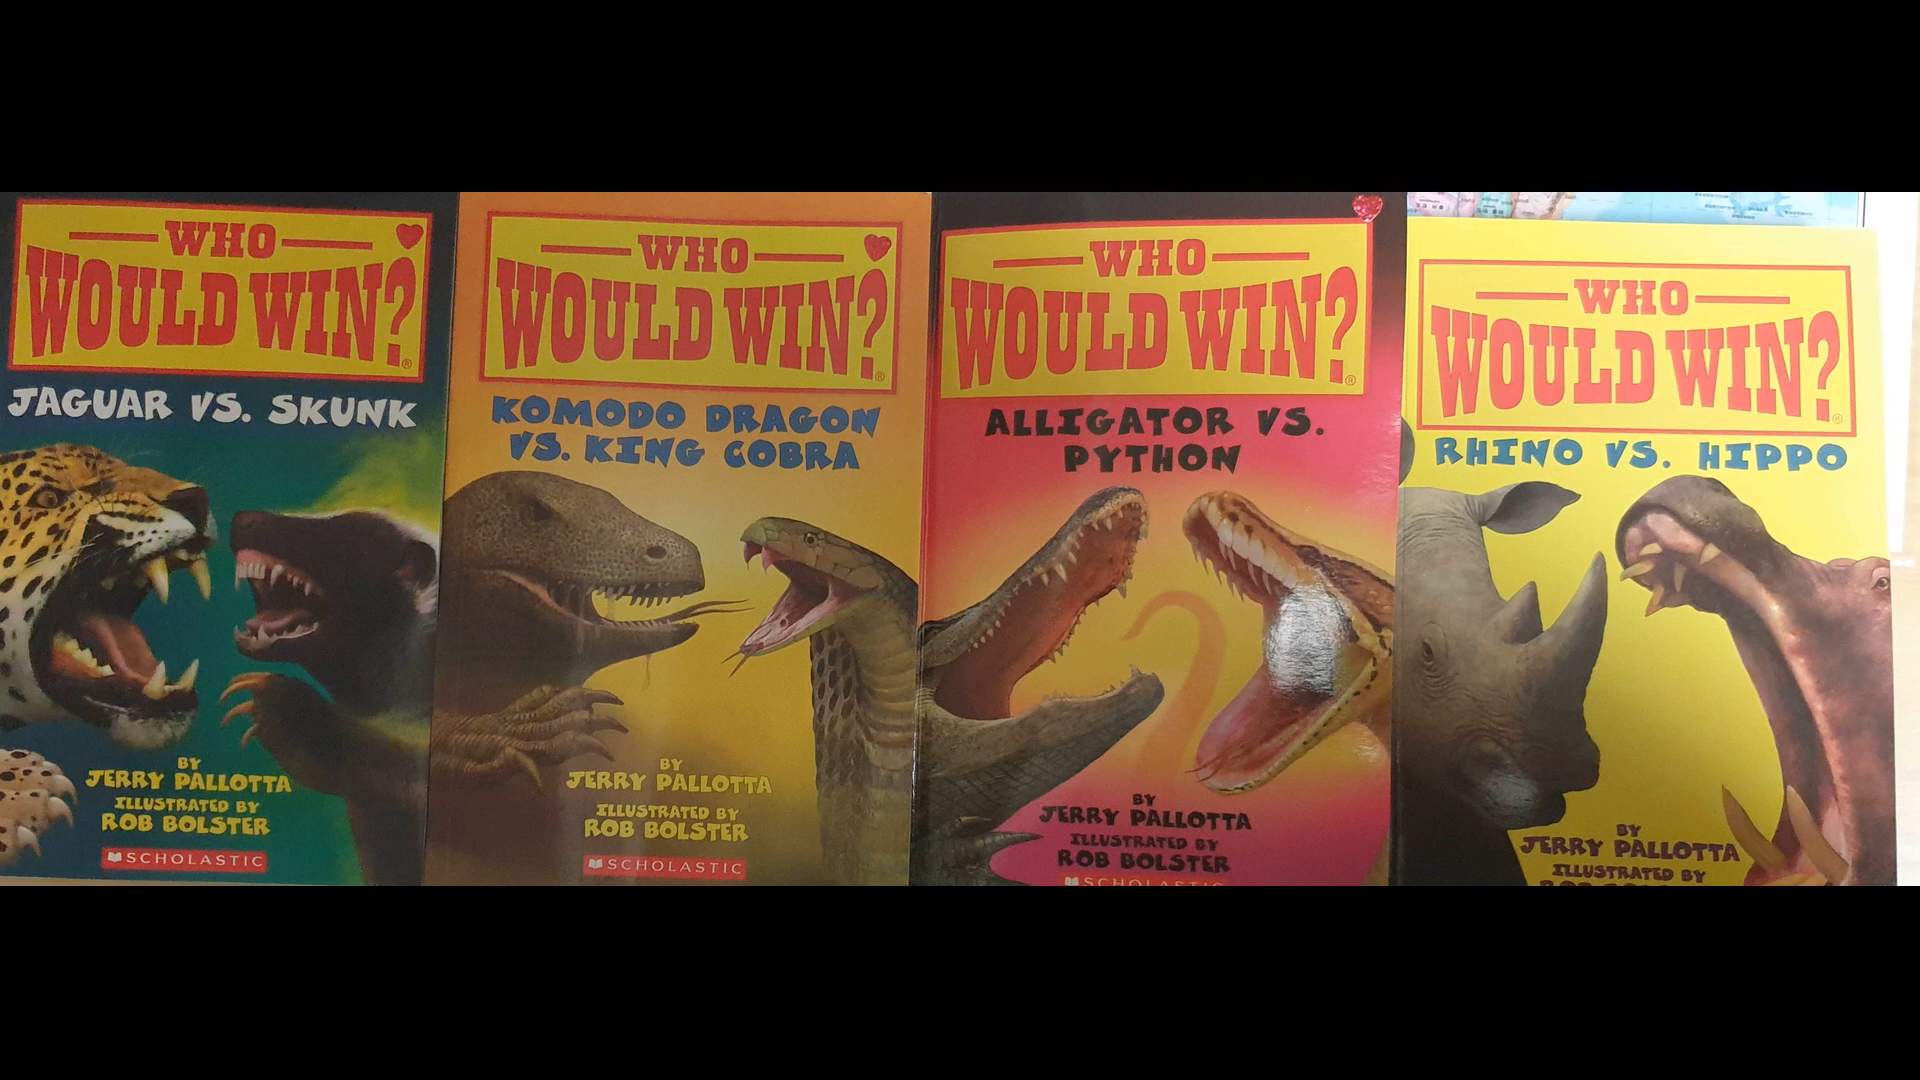 WHO
WOULD WIN?®
JAGUAR VS. SKUNK
BY
JERRY PALLOTTA
ILLUSTRATED BY
ROB BOLSTER
SCHOLASTIC
WHO
WOULD WIN?®
KOMODO DRAGON
VS. KING COBRA
BY
JERRY PALLOTTA
ILLUSTRATED BY
ROB BOLSTER
SCHOLASTIC
WHO
WOULD WIN?®
ALLIGATOR VS.
PYTHON
BY
JERRY PALLOTTA
ILLUSTRATED BY
ROB BOLSTER
SCHOLASTIC
WHO
WOULD WIN?®
RHINO VS. HIPPO
BY
JERRY PALLOTTA
ILLUSTRATED BY